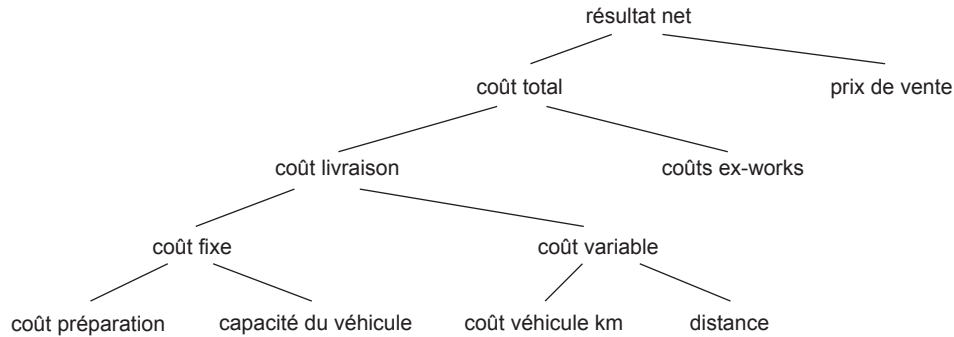 résultat net
coût total
prix de vente
coût livraison
coûts ex-works
coût fixe
coût variable
coût préparation
capacité du véhicule
coût véhicule km
distance